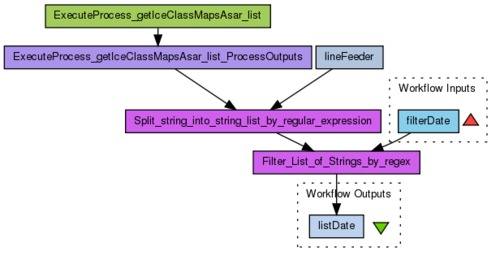 ExecuteProcess_getIceClassMapsAsar_list
ExecuteProcess_getIceClassMapsAsar_list_ProcessOutputs
lineFeeder
Workflow Inputs
Split_string_into_string_list_by_regular_expression
filterDate
Filter_List_of_Strings_by_regex
Workflow Outputs
listDate